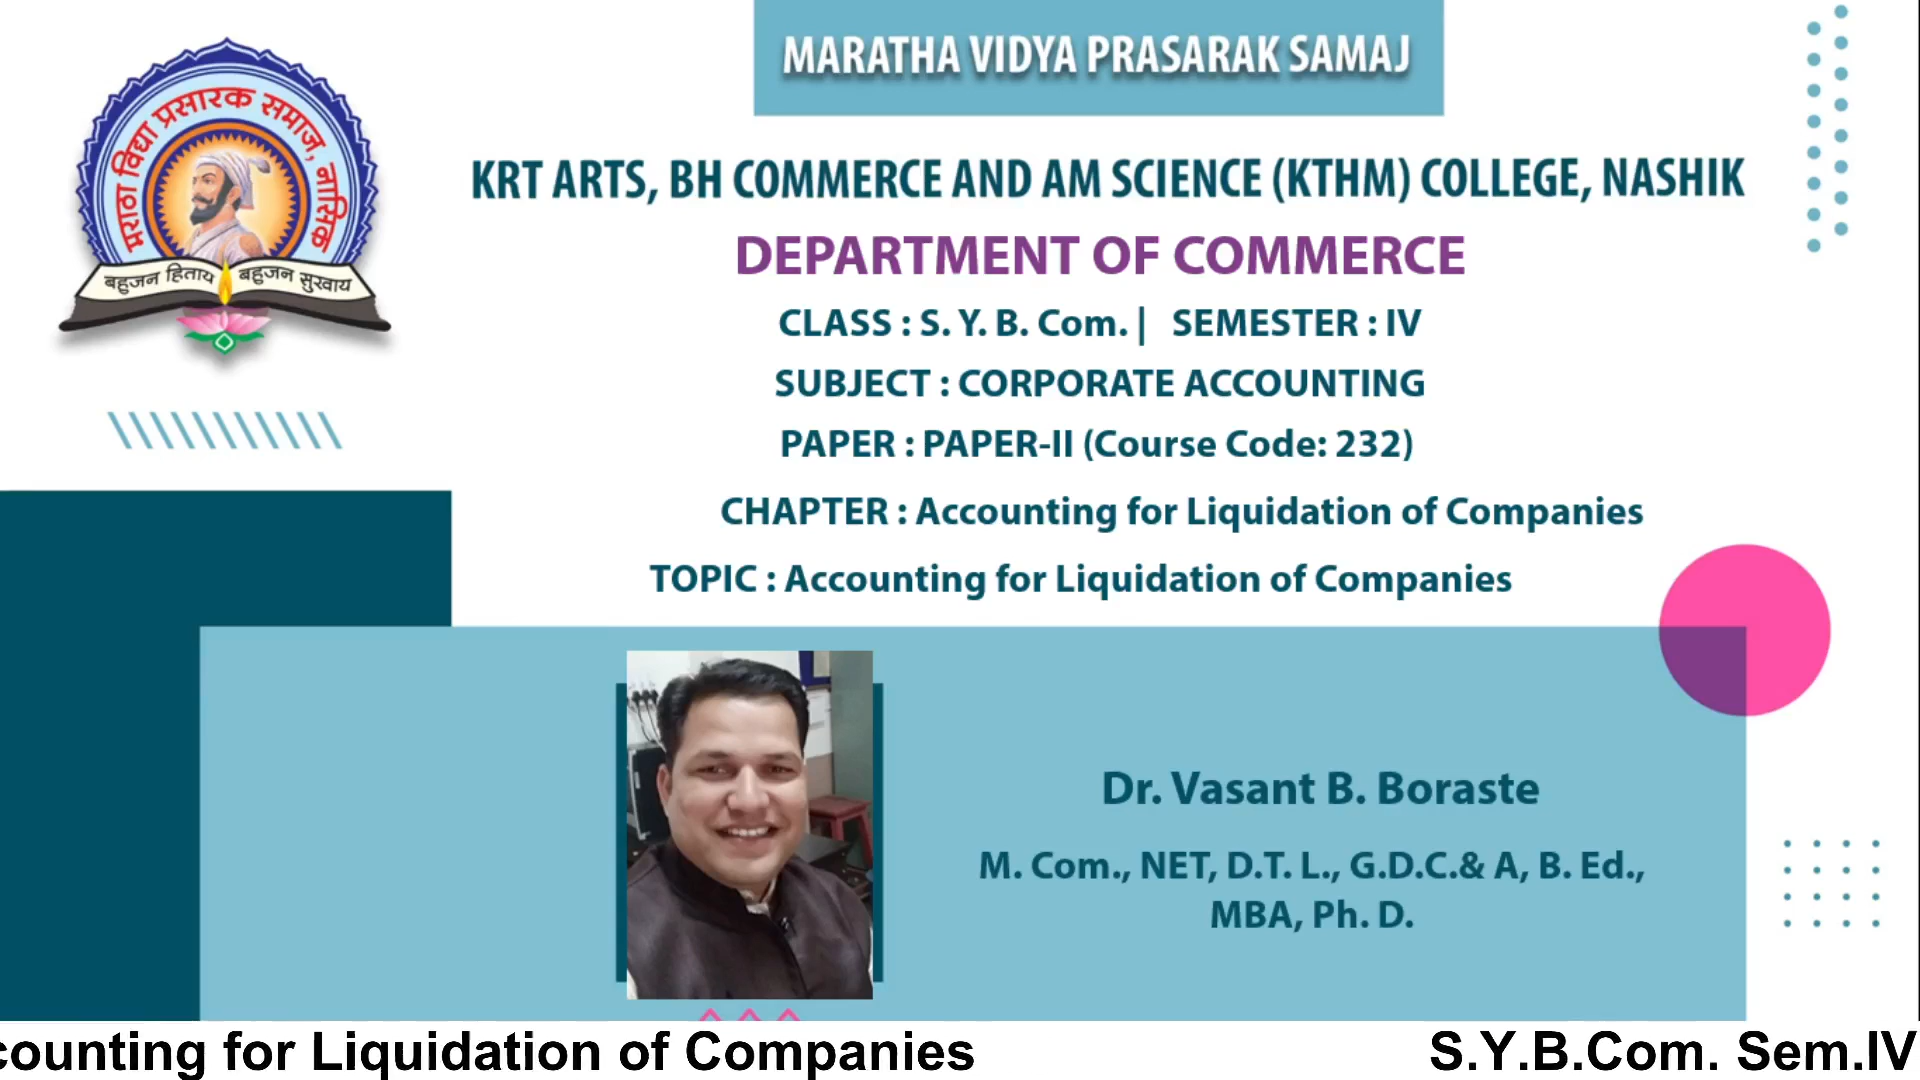 MARATHA VIDYA PRASARAK SAMAJ
मराठा विद्या प्रसारक समाज, नाशिक
बहुजन हिताय बहुजन सुखाय
KRT ARTS, BH COMMERCE AND AM SCIENCE (KTHM) COLLEGE, NASHIK
DEPARTMENT OF COMMERCE
CLASS : S. Y. B. Com. | SEMESTER : IV
SUBJECT : CORPORATE ACCOUNTING
PAPER : PAPER-II (Course Code: 232)
CHAPTER : Accounting for Liquidation of Companies
TOPIC : Accounting for Liquidation of Companies
Dr. Vasant B. Boraste
M. Com., NET, D.T. L., G.D.C.& A, B. Ed.,
MBA, Ph. D.
counting for Liquidation of Companies S.Y.B.Com. Sem.IV